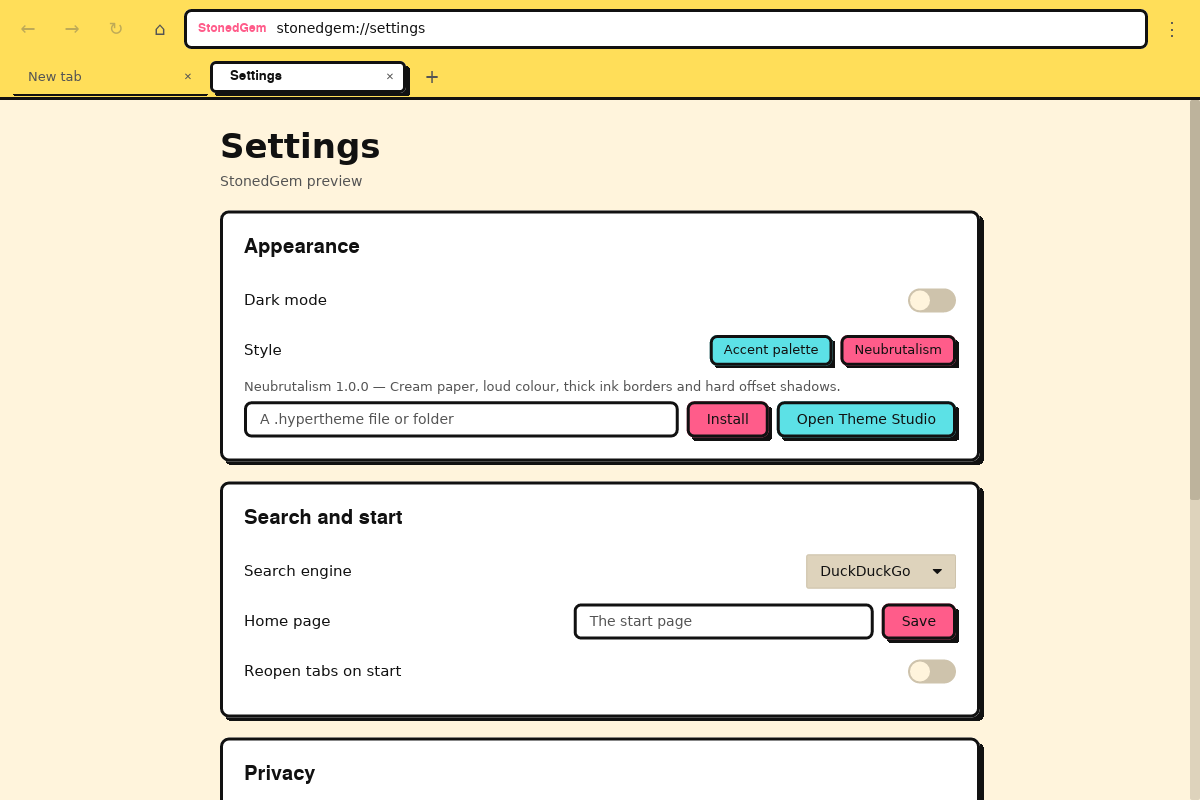 StonedGem stonedgem://settings
New tab × Settings × +
Settings
StonedGem preview
Appearance
Dark mode
Style Accent palette Neubrutalism
Neubrutalism 1.0.0 — Cream paper, loud colour, thick ink borders and hard offset shadows.
A .hypertheme file or folder Install Open Theme Studio
Search and start
Search engine DuckDuckGo
Home page The start page Save
Reopen tabs on start
Privacy